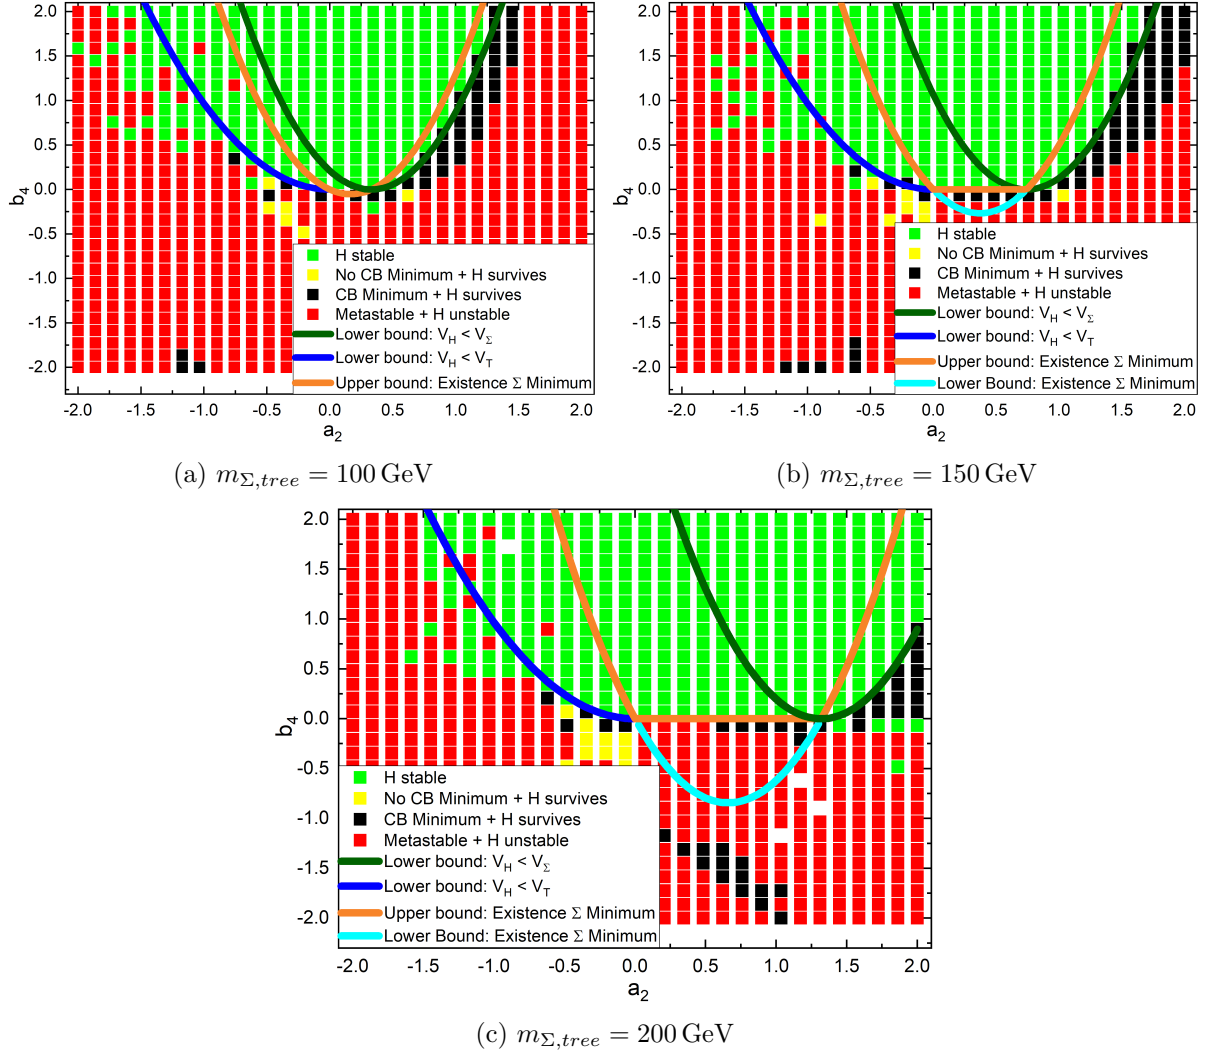 2.0
1.5
1.0
0.5
0.0
-0.5
-1.0
-1.5
-2.0
b4
H stable
No CB Minimum + H survives
CB Minimum + H survives
Metastable + H unstable
Lower bound: VH < VΣ
Lower bound: VH < VT
Upper bound: Existence Σ Minimum
-2.0 -1.5 -1.0 -0.5 0.0 0.5 1.0 1.5 2.0
a2
(a) mΣ,tree = 100 GeV
2.0
1.5
1.0
0.5
0.0
-0.5
-1.0
-1.5
-2.0
b4
H stable
No CB Minimum + H survives
CB Minimum + H survives
Metastable + H unstable
Lower bound: VH < VΣ
Lower bound: VH < VT
Upper bound: Existence Σ Minimum
Lower Bound: Existence Σ Minimum
-2.0 -1.5 -1.0 -0.5 0.0 0.5 1.0 1.5 2.0
a2
(b) mΣ,tree = 150 GeV
2.0
1.5
1.0
0.5
0.0
-0.5
-1.0
-1.5
-2.0
b4
H stable
No CB Minimum + H survives
CB Minimum + H survives
Metastable + H unstable
Lower bound: VH < VΣ
Lower bound: VH < VT
Upper bound: Existence Σ Minimum
Lower Bound: Existence Σ Minimum
-2.0 -1.5 -1.0 -0.5 0.0 0.5 1.0 1.5 2.0
a2
(c) mΣ,tree = 200 GeV